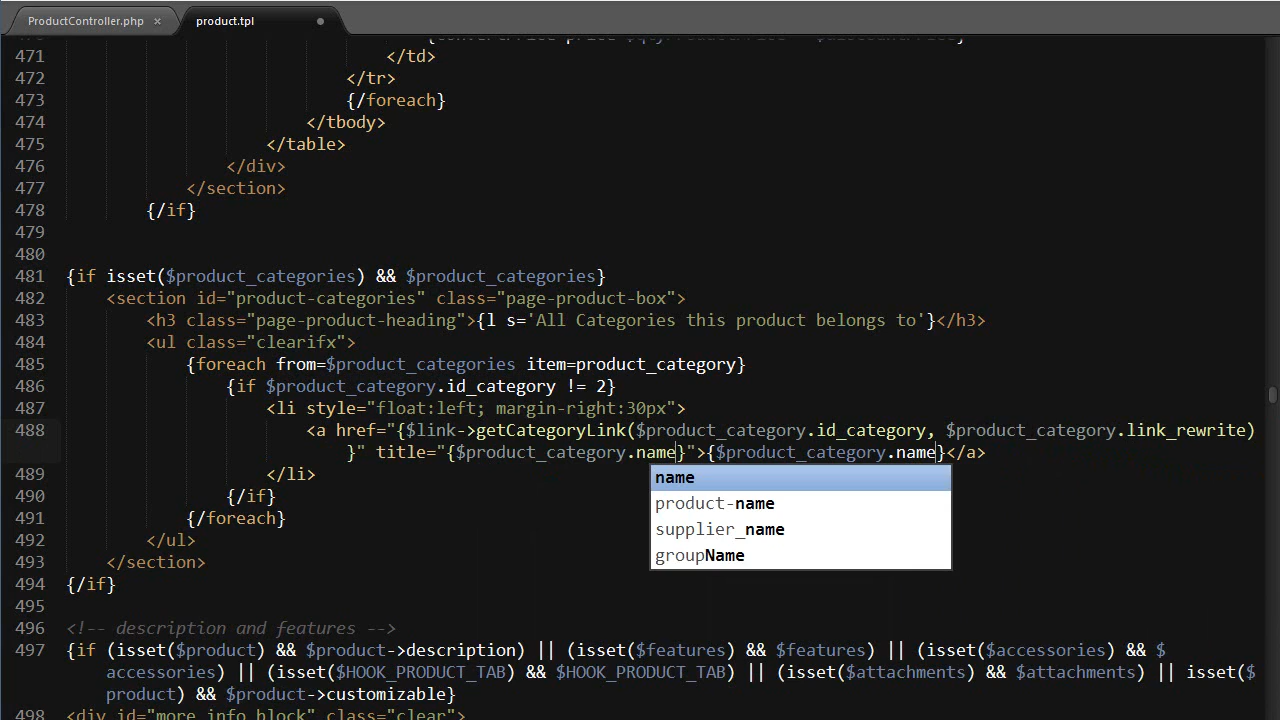 ProductController.php ×
product.tpl
471 </td>
472 </tr>
473 {/foreach}
474 </tbody>
475 </table>
476 </div>
477 </section>
478 {/if}
479
480
481 {if isset($product_categories) && $product_categories}
482 <section id="product-categories" class="page-product-box">
483 <h3 class="page-product-heading">{l s='All Categories this product belongs to'}</h3>
484 <ul class="clearifx">
485 {foreach from=$product_categories item=product_category}
486 {if $product_category.id_category != 2}
487 <li style="float:left; margin-right:30px">
488 <a href="{$link->getCategoryLink($product_category.id_category, $product_category.link_rewrite)
}" title="{$product_category.name}">{$product_category.name}</a>
489 </li>
490 {/if}
491 {/foreach}
492 </ul>
493 </section>
494 {/if}
495
496 <!-- description and features -->
497 {if (isset($product) && $product->description) || (isset($features) && $features) || (isset($accessories) && $
accessories) || (isset($HOOK_PRODUCT_TAB) && $HOOK_PRODUCT_TAB) || (isset($attachments) && $attachments) || isset($
product) && $product->customizable}
498 <div id="more_info_block" class="clear">
name
product-name
supplier_name
groupName